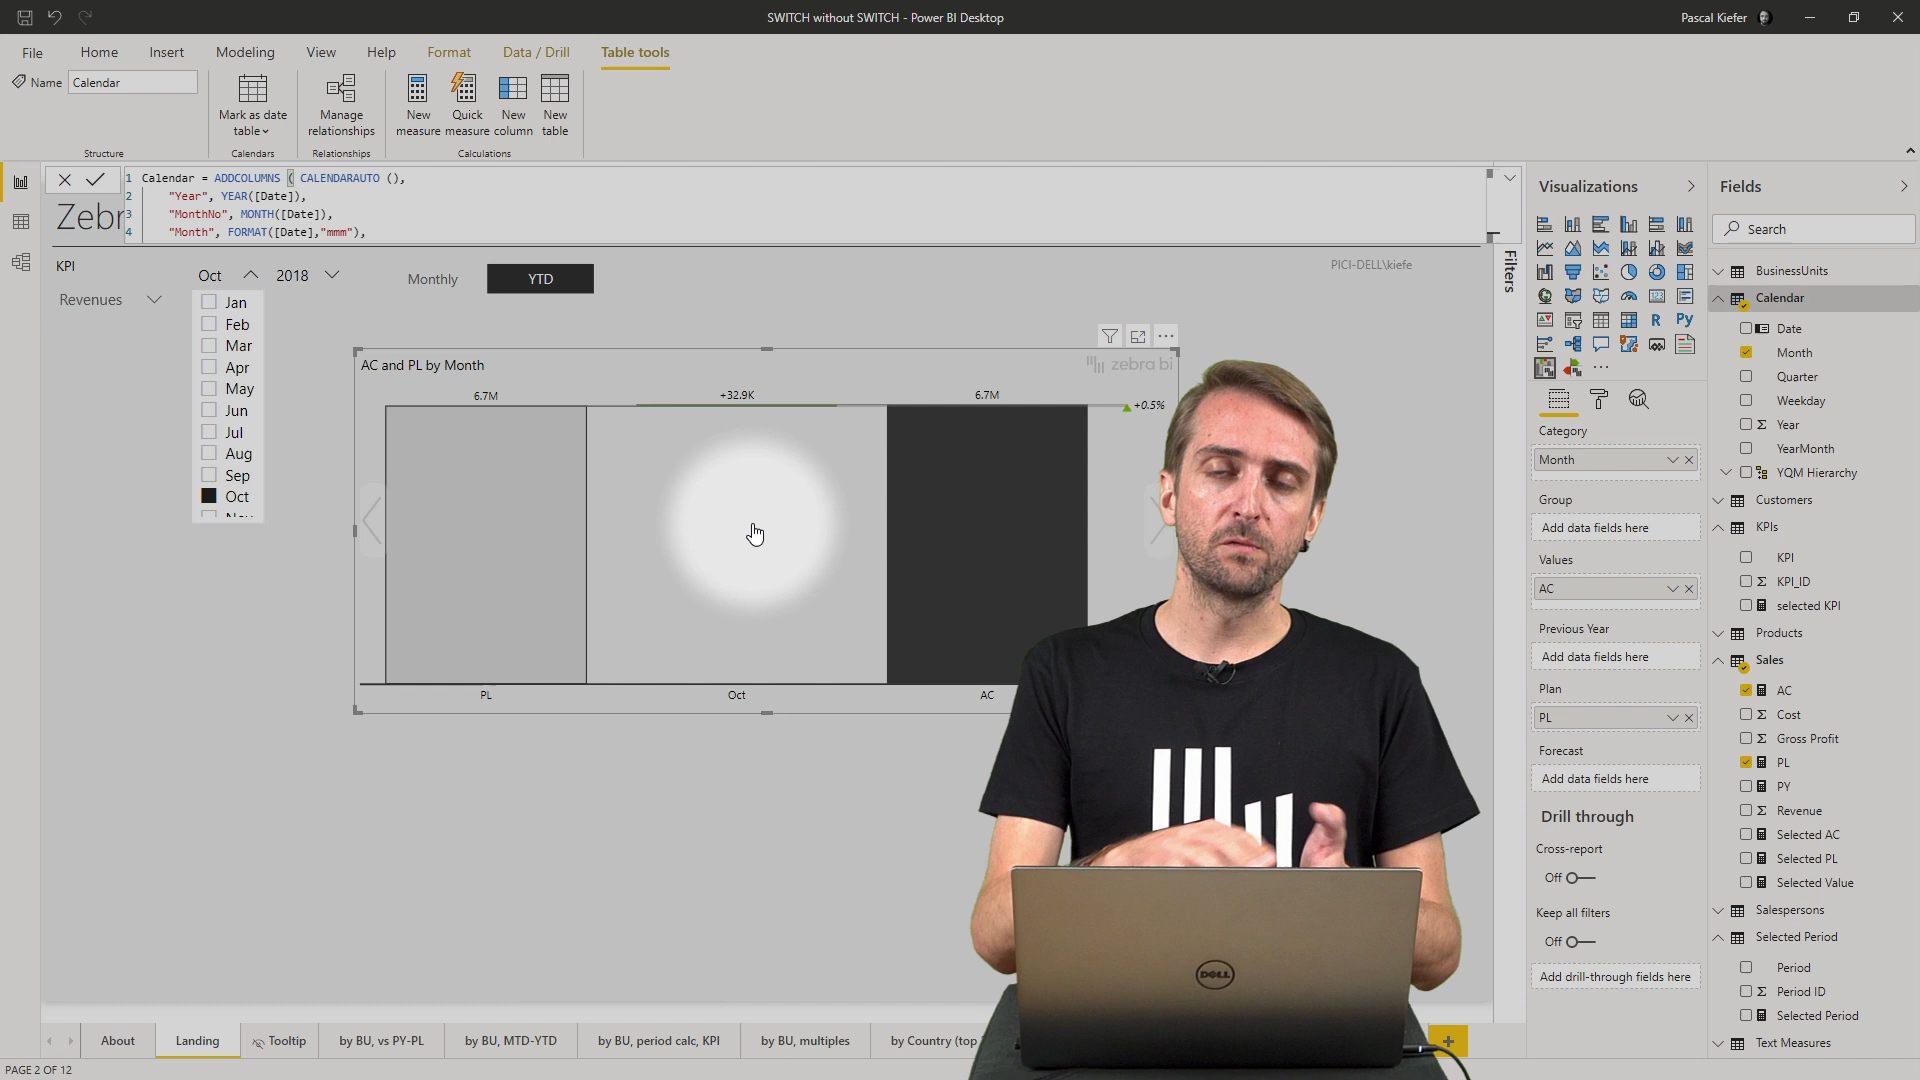 SWITCH without SWITCH - Power BI Desktop
Pascal Kiefer
File
Home
Insert
Modeling
View
Help
Format
Data / Drill
Table tools
Name
Calendar
Mark as date
table
Manage
relationships
New
measure
Quick
measure
New
column
New
table
Structure
Calendars
Relationships
Calculations
1 Calendar = ADDCOLUMNS ( CALENDARAUTO (),
2 "Year", YEAR([Date]),
3 "MonthNo", MONTH([Date]),
4 "Month", FORMAT([Date],"mmm"),
Zebr
KPI
Revenues
Oct
2018
Jan
Feb
Mar
Apr
May
Jun
Jul
Aug
Sep
Oct
Monthly
YTD
PICI-DELL\kiefe
AC and PL by Month
zebra bi
6.7M
+32.9K
6.7M
+0.5%
PL
Oct
AC
DELL
Filters
Visualizations
R
Py
123
Category
Month
Group
Add data fields here
Values
AC
Previous Year
Add data fields here
Plan
PL
Forecast
Add data fields here
Drill through
Cross-report
Off
Keep all filters
Off
Add drill-through fields here
Fields
Search
BusinessUnits
Calendar
Date
Month
Quarter
Weekday
Σ Year
YearMonth
YQM Hierarchy
Customers
KPIs
KPI
Σ KPI_ID
selected KPI
Products
Sales
AC
Σ Cost
Σ Gross Profit
PL
PY
Σ Revenue
Selected AC
Selected PL
Selected Value
Salespersons
Selected Period
Period
Σ Period ID
Selected Period
Text Measures
About
Landing
Tooltip
by BU, vs PY-PL
by BU, MTD-YTD
by BU, period calc, KPI
by BU, multiples
by Country (top
PAGE 2 OF 12